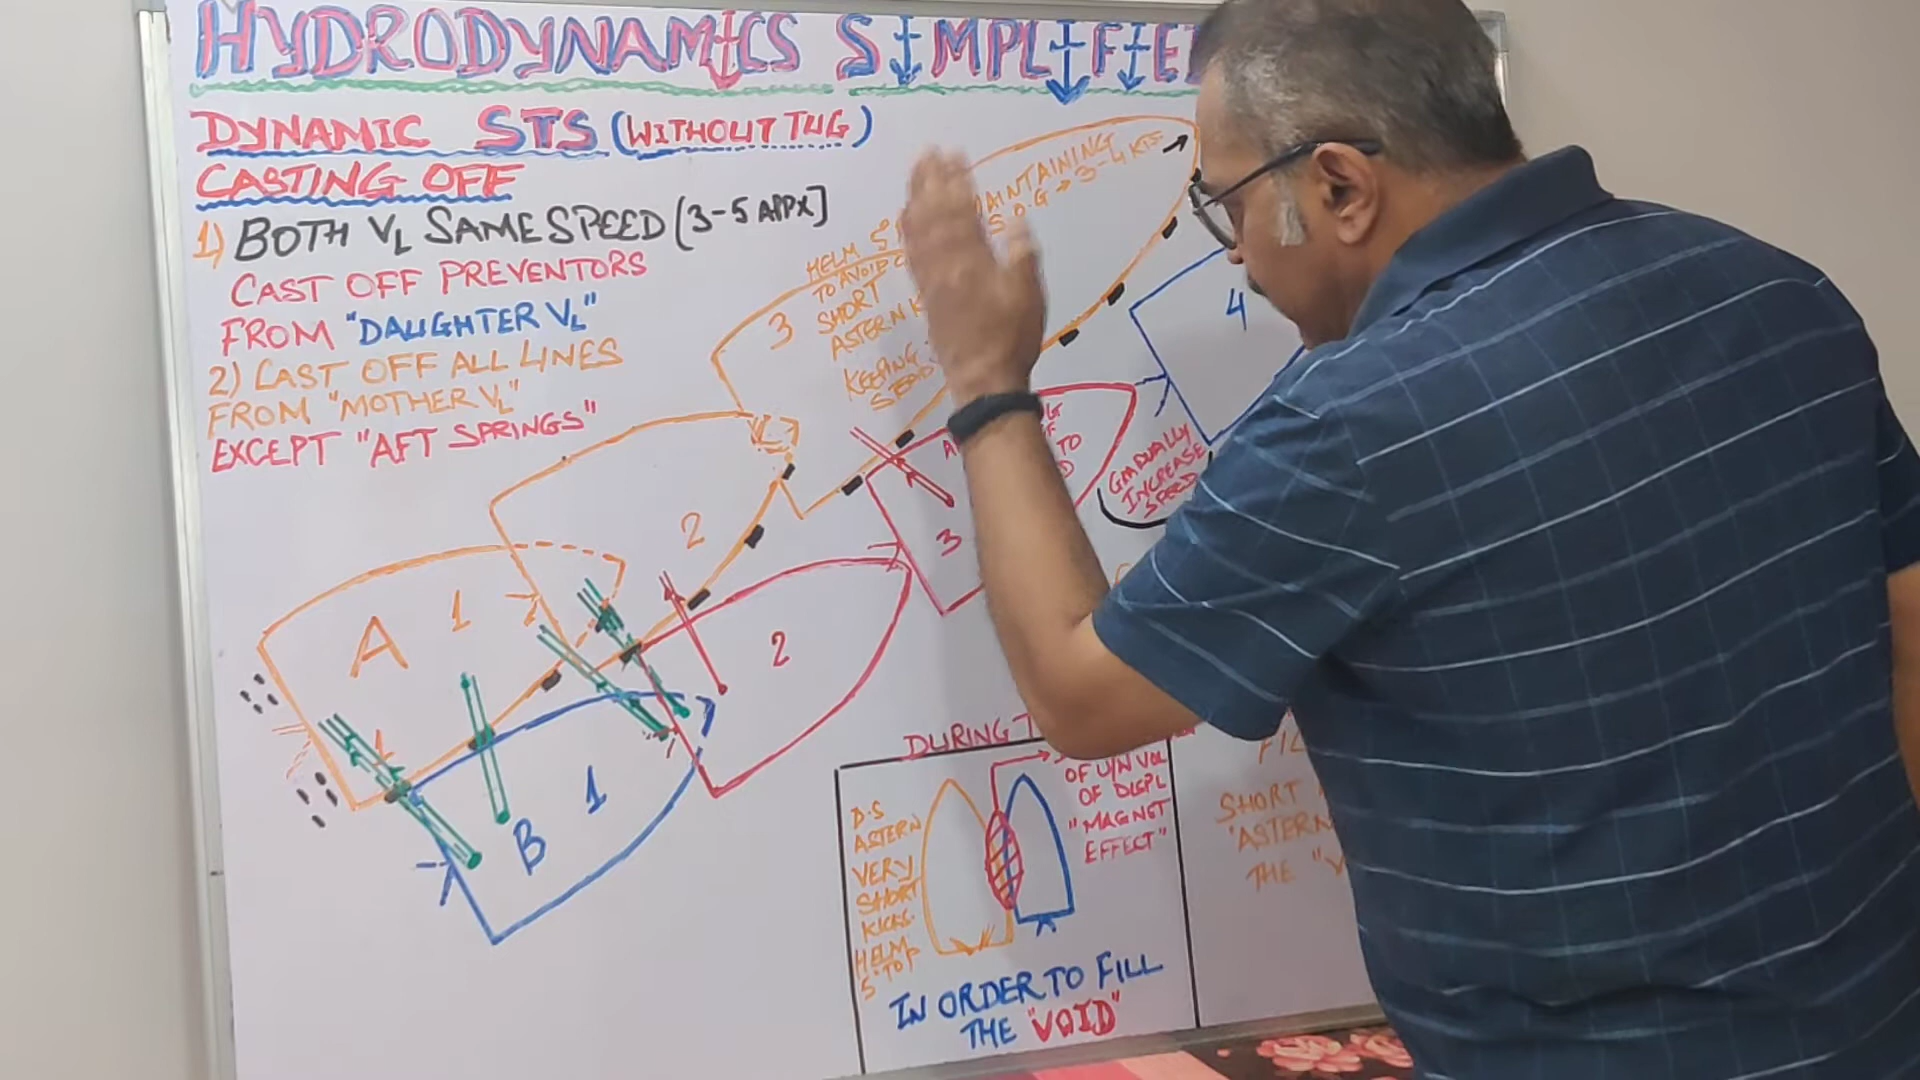 HYDRODYNAMICS SIMPLIFIE
DYNAMIC STS (WITHOUT TUG)
CASTING OFF
1) BOTH VL SAME SPEED (3-5 APPX]
CAST OFF PREVENTORS
FROM "DAUGHTER VL"
2) CAST OFF ALL LINES
FROM "MOTHER VL"
EXCEPT "AFT SPRINGS"
A 1
B 1
2
2
3
HELM 5°
TO AVOID
SHORT
ASTERN K
KEEPING
MAINTAINING
S.O.G → 3-4 KTS
3
TO
4
GRADUALLY
INCREASE
SPEED
DURING T
D.S
ASTERN
VERY
SHORT
KICKS
HELM
OF U/W VOL
OF DISPL
"MAGNET
EFFECT"
IN ORDER TO FILL
THE "VOID"
SHORT
"ASTERN
THE "V